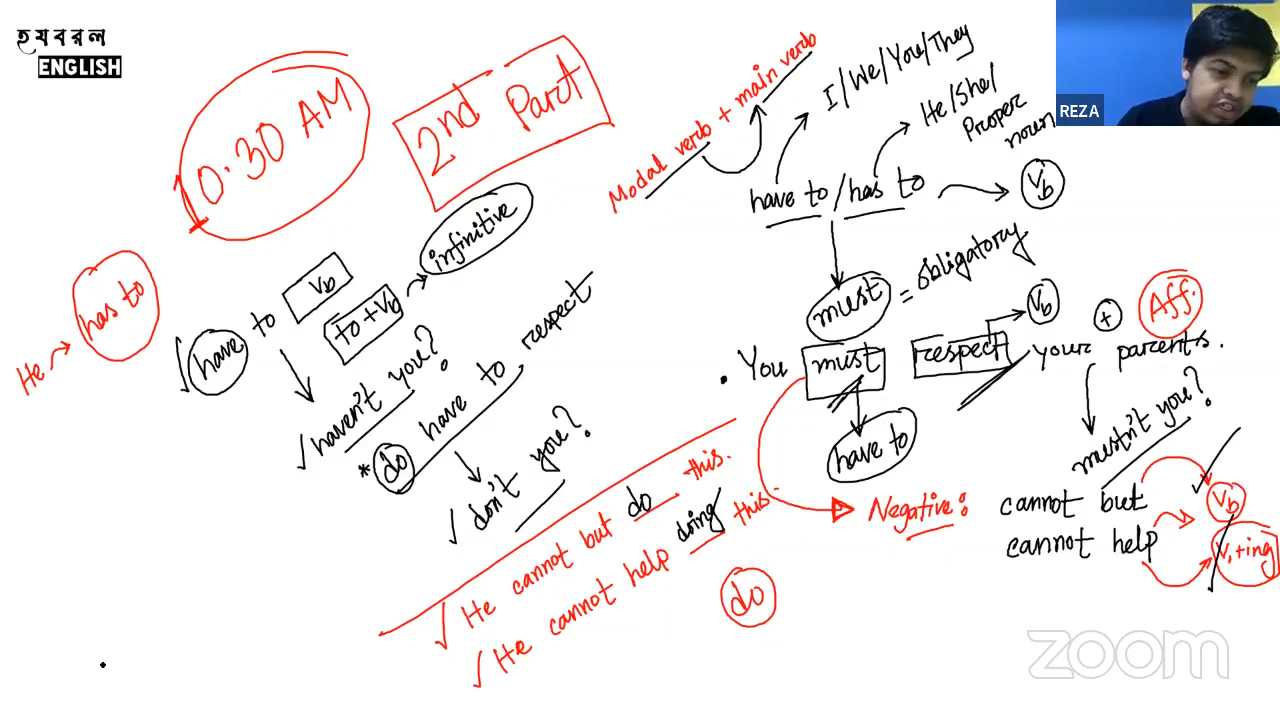 হযবরল
ENGLISH
REZA
10.30 AM
2nd Part
Modal verb + main verb
I/We/You/They
He/She/
Proper
noun
have to / has to
Vb
must = obligatory
Vb + Aff.
. You must respect your parents.
have to
mustn't you?
Negative:
cannot but
cannot help
Vb
V₁+ing
He
has to
√ have to Vb
to + Vb
infinitive
√ haven't you?
* do have to respect
√ don't you?
√ He cannot but do this.
√ He cannot help doing this.
do
zoom